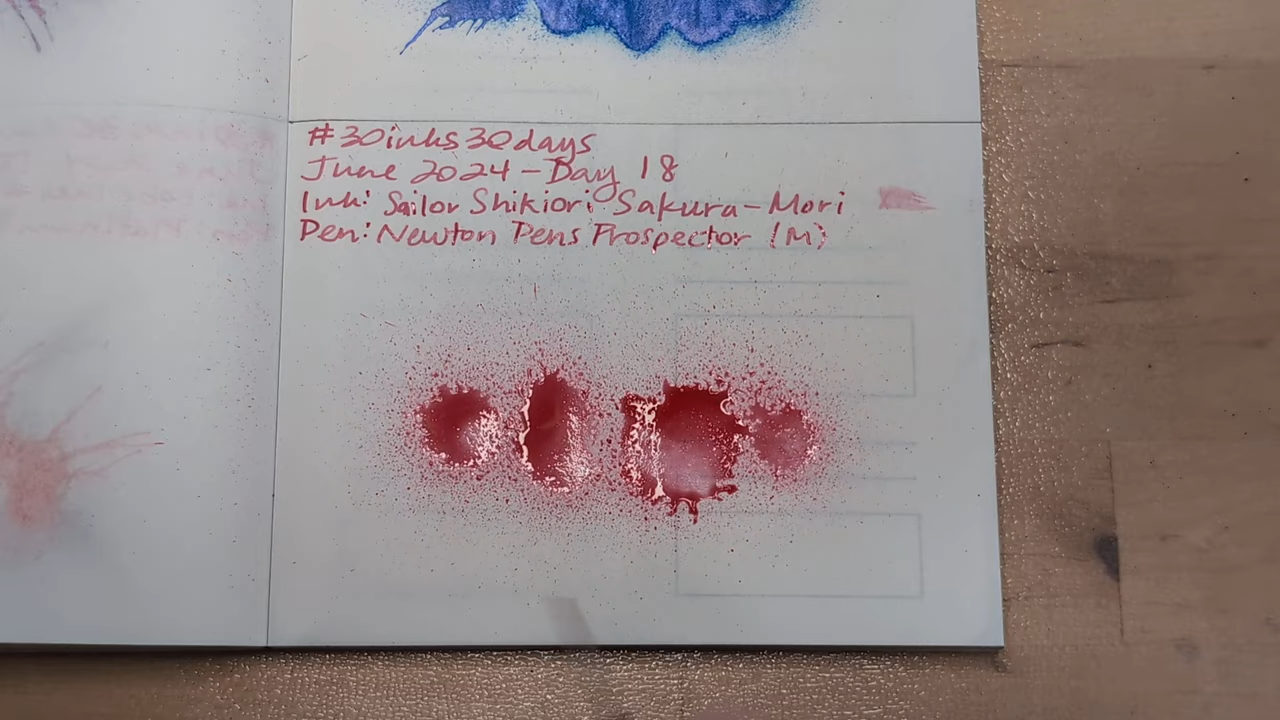 #30inks30days
June 2024 - Day 18
Ink: Sailor Shikiori Sakura-Mori
Pen: Newton Pens Prospector (M)